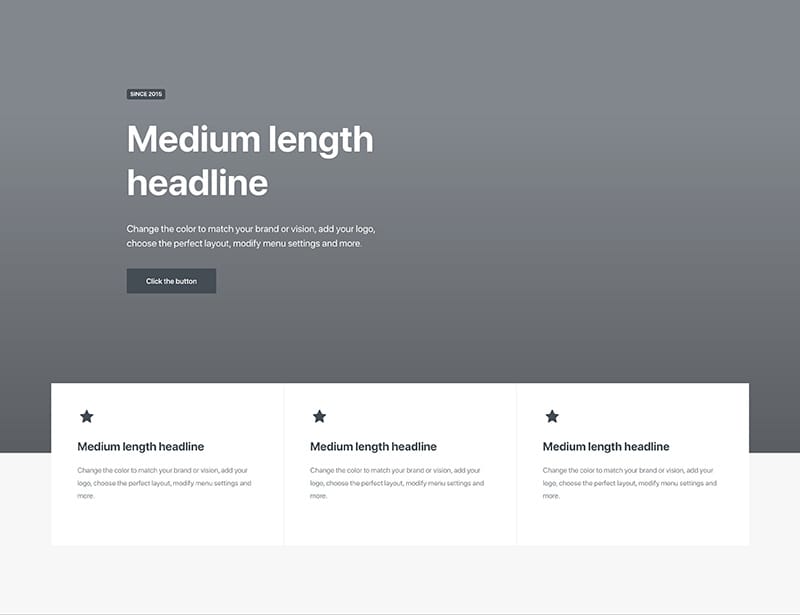 SINCE 2015
Medium length
headline
Change the color to match your brand or vision, add your logo,
choose the perfect layout, modify menu settings and more.
Click the button
Medium length headline
Change the color to match your brand or vision, add your
logo, choose the perfect layout, modify menu settings and
more.
Medium length headline
Change the color to match your brand or vision, add your
logo, choose the perfect layout, modify menu settings and
more.
Medium length headline
Change the color to match your brand or vision, add your
logo, choose the perfect layout, modify menu settings and
more.